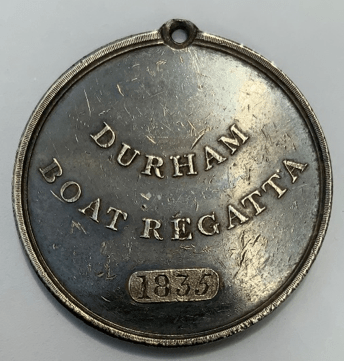 DURHAM
BOAT REGATTA
1835